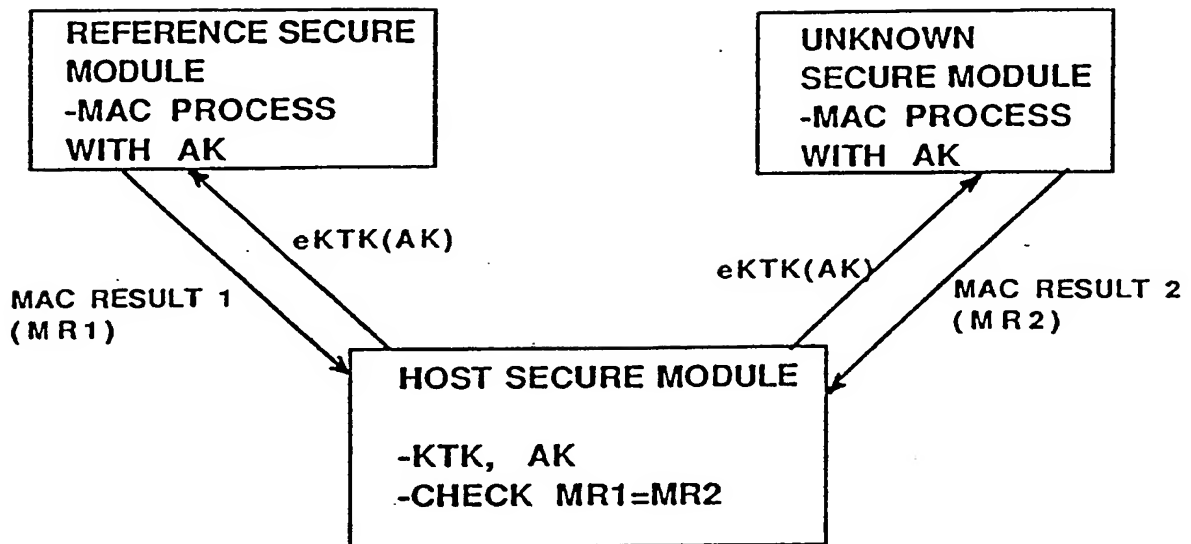 REFERENCE SECURE
MODULE
-MAC PROCESS
WITH AK
UNKNOWN
SECURE MODULE
-MAC PROCESS
WITH AK
eKTK(AK)
eKTK(AK)
MAC RESULT 1
(MR1)
MAC RESULT 2
(MR2)
HOST SECURE MODULE
-KTK, AK
-CHECK MR1=MR2